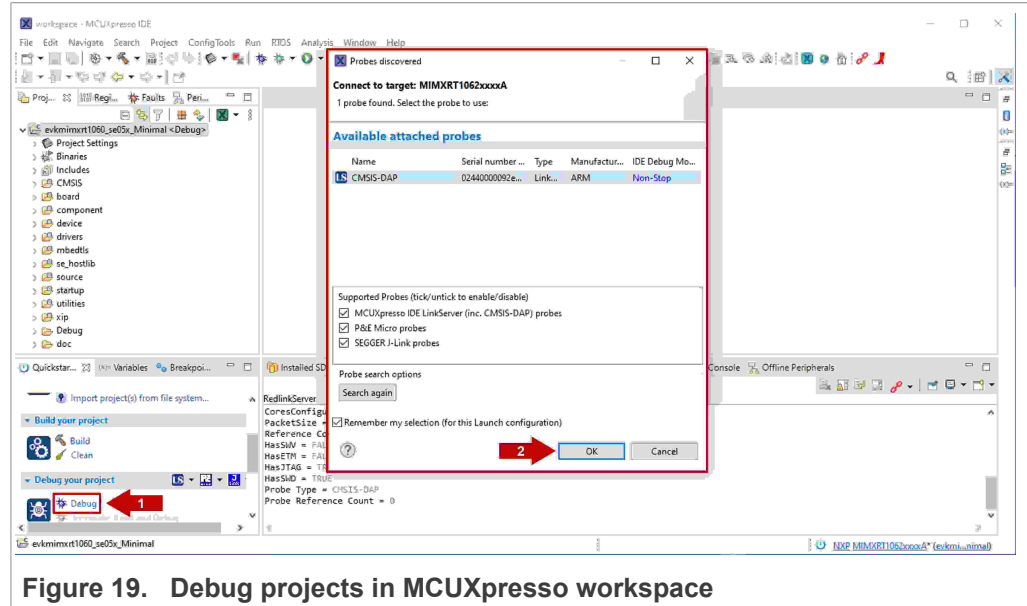 workspace - MCUXpresso IDE
File Edit Navigate Search Project ConfigTools Run RTOS Analysis Window Help
Proj... Regi... Faults Peri...
evkmimxrt1060_se05x_Minimal <Debug>
Project Settings
Binaries
Includes
CMSIS
board
component
device
drivers
mbedtls
se_hostlib
source
startup
utilities
xip
Debug
doc
Probes discovered
Connect to target: MIMXRT1062xxxxA
1 probe found. Select the probe to use:
Available attached probes
Name Serial number ... Type Manufactur... IDE Debug Mo...
LS CMSIS-DAP 02440000092e... Link... ARM Non-Stop
Supported Probes (tick/untick to enable/disable)
MCUXpresso IDE LinkServer (inc. CMSIS-DAP) probes
P&E Micro probes
SEGGER J-Link probes
Probe search options
Search again
Remember my selection (for this Launch configuration)
2
OK Cancel
Quickstar... (x)= Variables Breakpoi...
Import project(s) from file system...
Build your project
Build
Clean
Debug your project LS
Debug
1
Installed SD
Console Offline Peripherals
RedlinkServer
CoresConfigu
PacketSize =
Reference Co
HasSWV = FAL
HasETM = FAL
HasJTAG = TR
HasSWD = TRUE
Probe Type = CMSIS-DAP
Probe Reference Count = 0
evkmimxrt1060_se05x_Minimal
NXP MIMXRT1062xxxxA* (evkmi...nimal)
Figure 19. Debug projects in MCUXpresso workspace